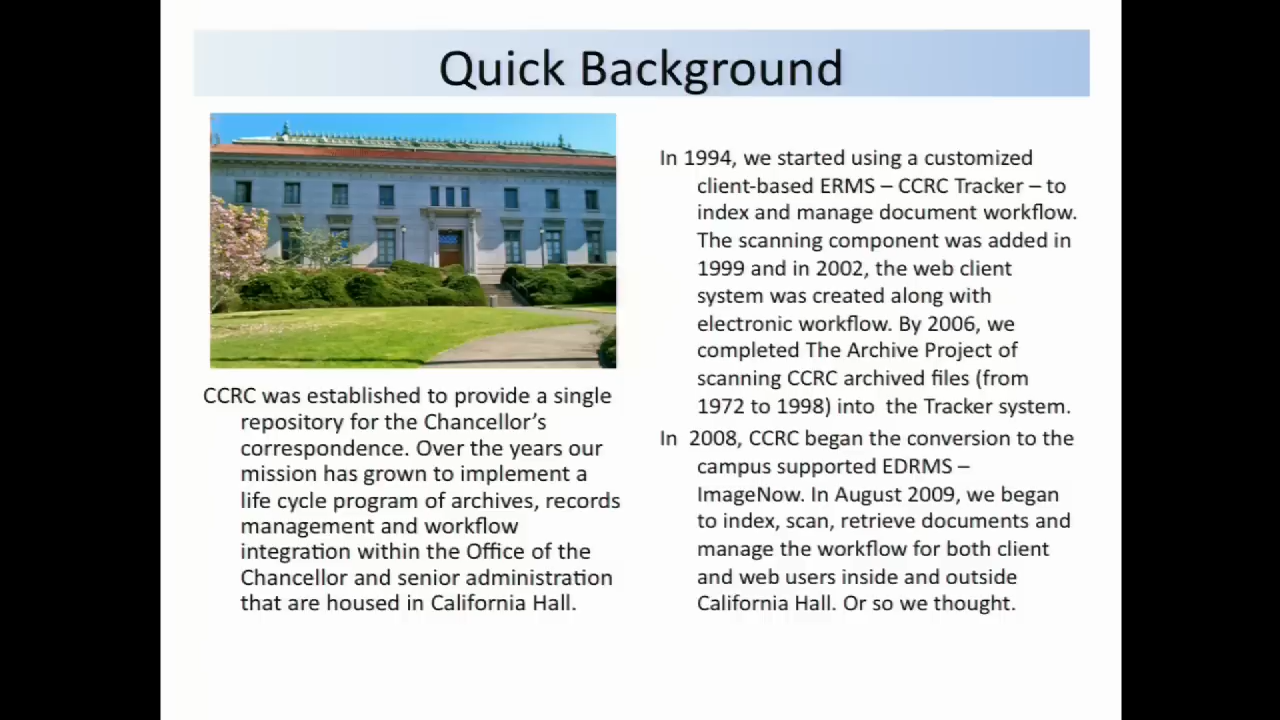 Quick Background
CCRC was established to provide a single
repository for the Chancellor's
correspondence. Over the years our
mission has grown to implement a
life cycle program of archives, records
management and workflow
integration within the Office of the
Chancellor and senior administration
that are housed in California Hall.
In 1994, we started using a customized
client-based ERMS – CCRC Tracker – to
index and manage document workflow.
The scanning component was added in
1999 and in 2002, the web client
system was created along with
electronic workflow. By 2006, we
completed The Archive Project of
scanning CCRC archived files (from
1972 to 1998) into  the Tracker system.
In  2008, CCRC began the conversion to the
campus supported EDRMS –
ImageNow. In August 2009, we began
to index, scan, retrieve documents and
manage the workflow for both client
and web users inside and outside
California Hall. Or so we thought.